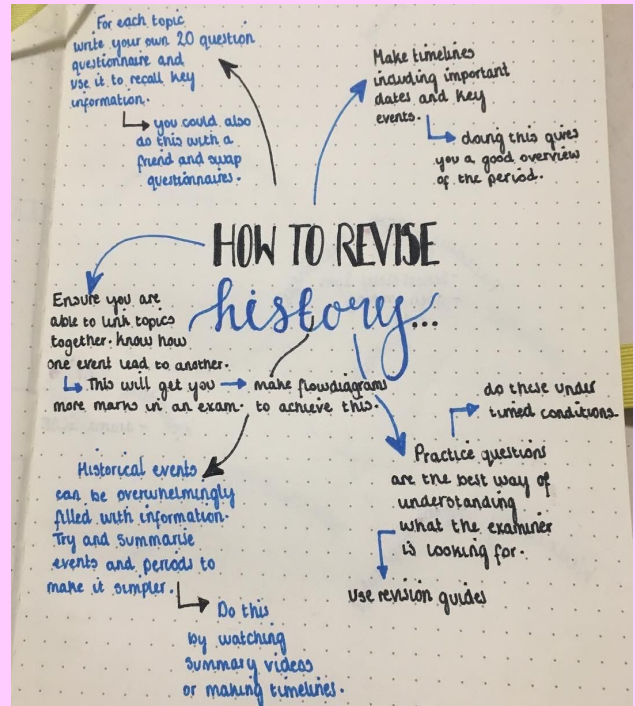 For each topic
write your own 20 question
questionnaire and
use it to recall key
information.
you could also
do this with a
friend and swap
questionnaires.
Make timelines
including important
dates and key
events.
doing this gives
you a good overview
of the period.
HOW TO REVISE
history...
Ensure you are
able to link topics
together. Know how
one event lead to another.
This will get you
more marks in an exam.
make flowdiagrams
to achieve this.
do these under
timed conditions.
Practice questions
are the best way of
understanding
what the examiner
is looking for.
use revision guides
Historical events
can be overwhelmingly
filled with information.
Try and summarise
events and periods to
make it simpler.
Do this
by watching
summary videos
or making timelines.